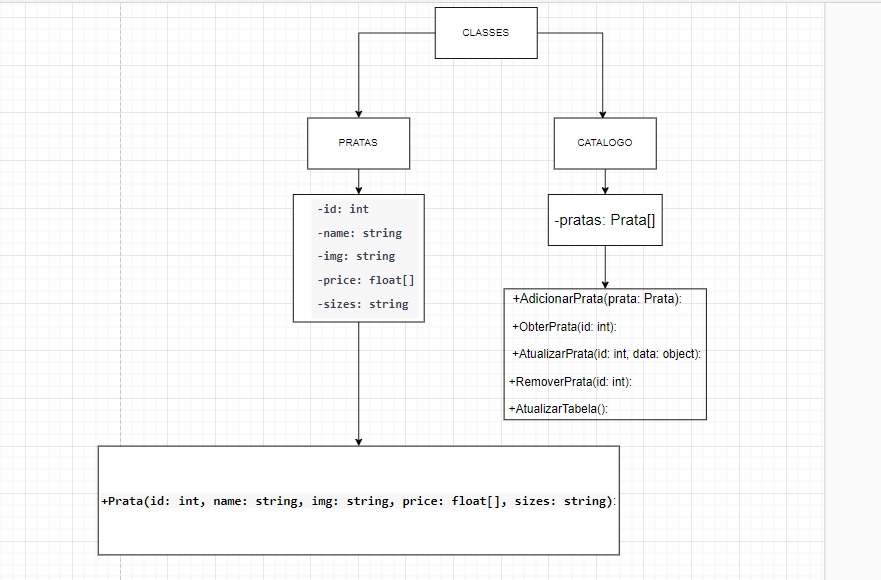 CLASSES
PRATAS
CATALOGO
-id: int
-name: string
-img: string
-price: float[]
-sizes: string
-pratas: Prata[]
+AdicionarPrata(prata: Prata):
+ObterPrata(id: int):
+AtualizarPrata(id: int, data: object):
+RemoverPrata(id: int):
+AtualizarTabela():
+Prata(id: int, name: string, img: string, price: float[], sizes: string):